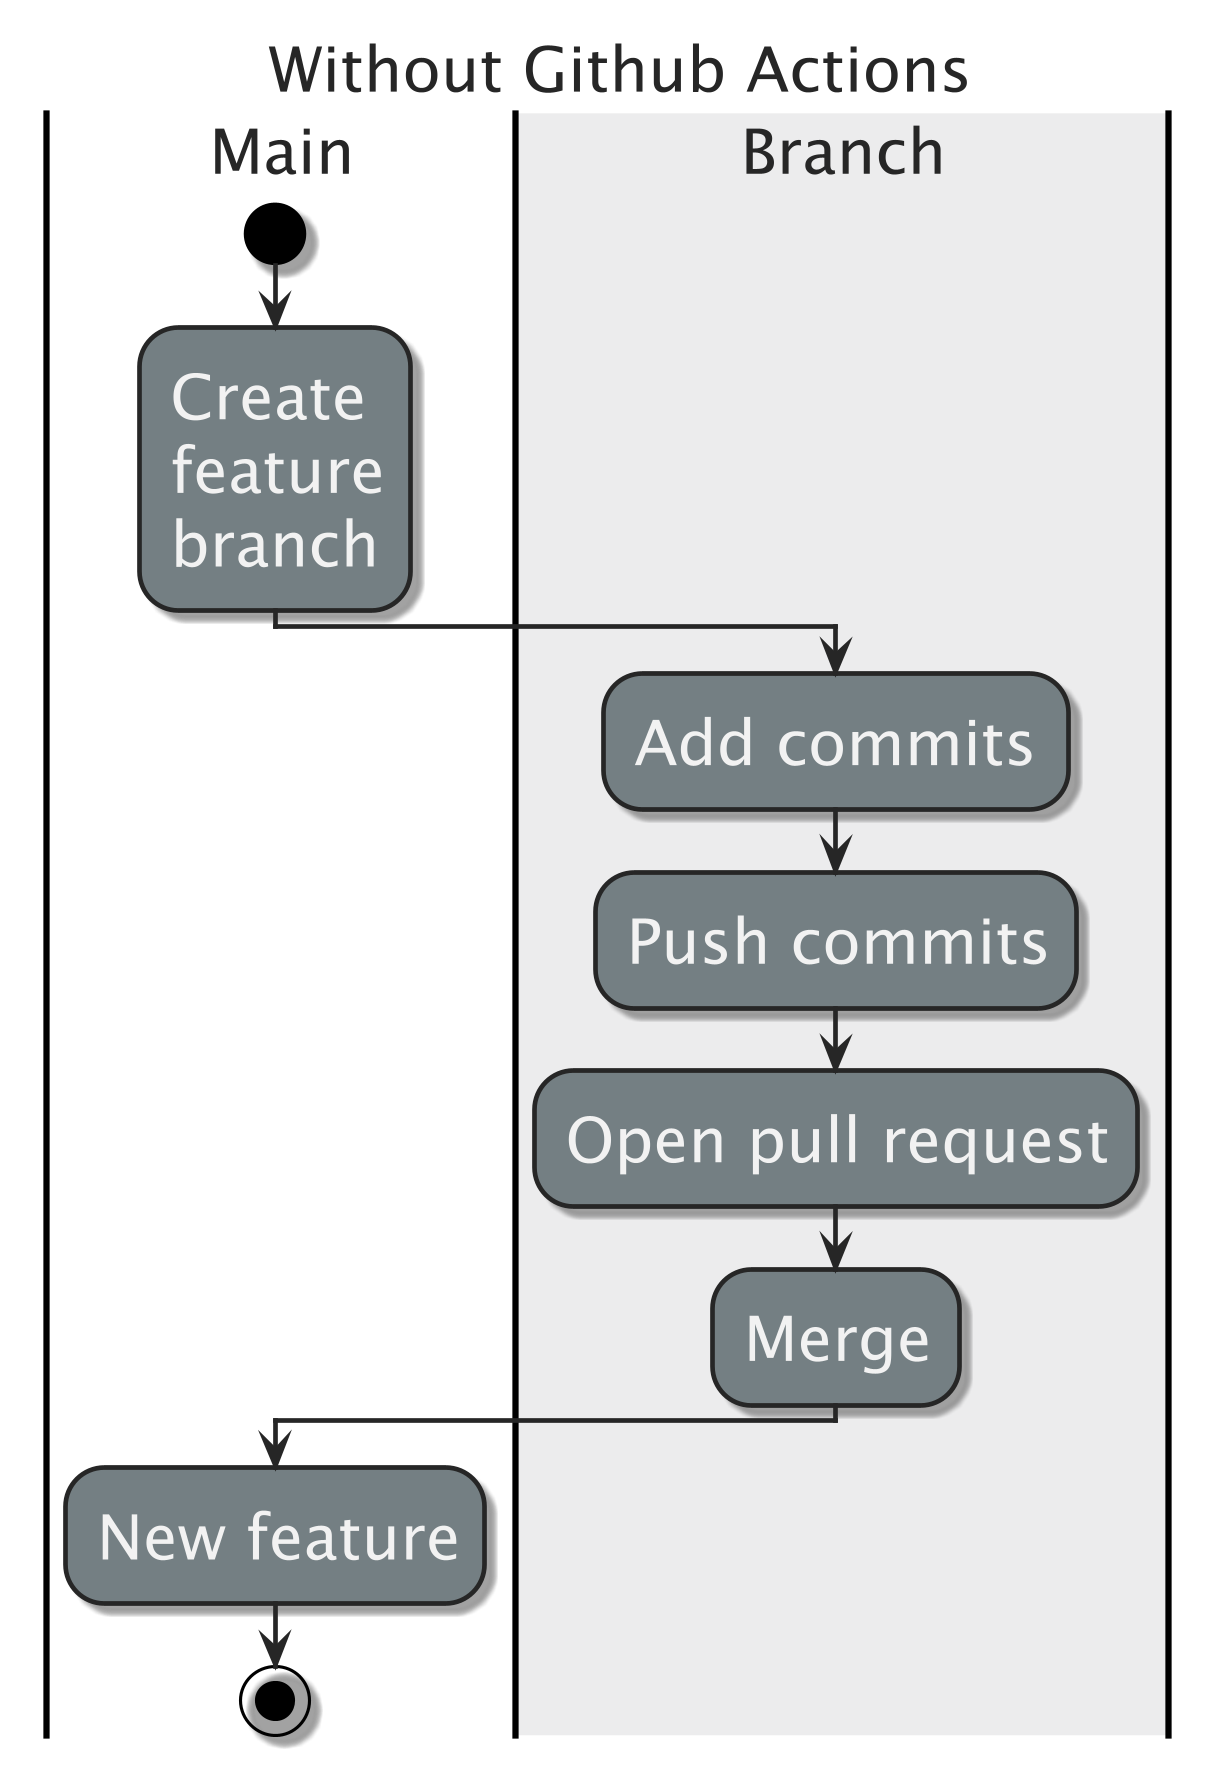 Without Github Actions
Main
Branch
Create
feature
branch
Add commits
Push commits
Open pull request
Merge
New feature